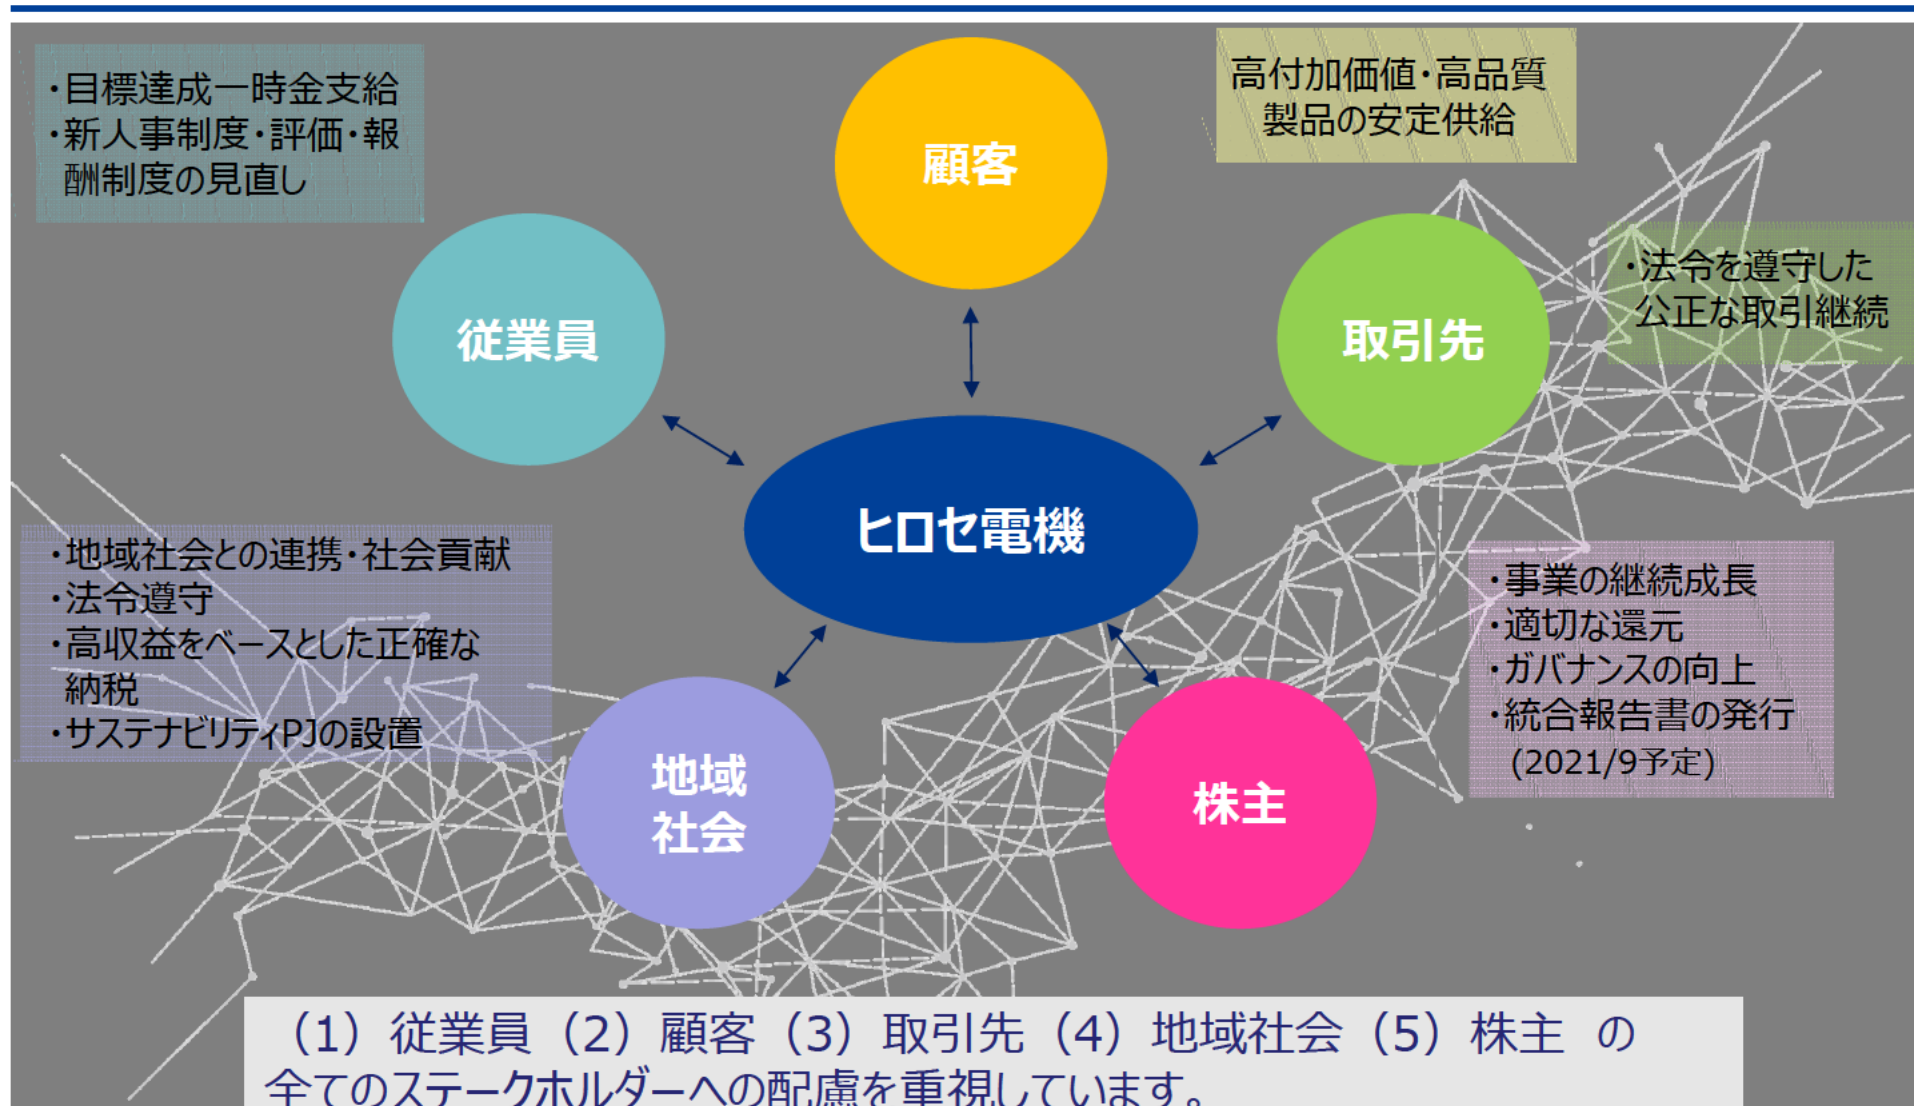 ・目標達成一時金支給
・新人事制度・評価・報
酬制度の見直し
顧客
高付加価値・高品質
製品の安定供給
従業員
取引先
・法令を遵守した
公正な取引継続
ヒロセ電機
・地域社会との連携・社会貢献
・法令遵守
・高収益をベースとした正確な
納税
・サステナビリティPJの設置
・事業の継続成長
・適切な還元
・ガバナンスの向上
・統合報告書の発行
(2021/9予定)
地域
社会
株主
（1）従業員（2）顧客（3）取引先（4）地域社会（5）株主 の
全てのステークホルダーへの配慮を重視しています。